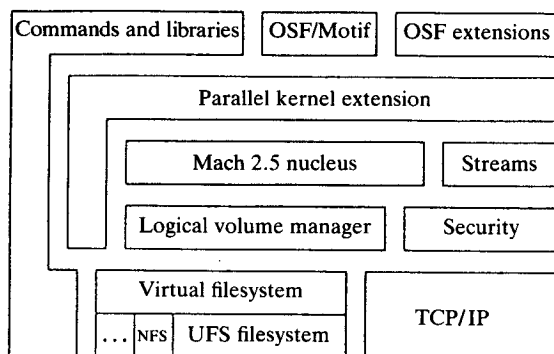 Commands and libraries
OSF/Motif
OSF extensions
Parallel kernel extension
Mach 2.5 nucleus
Streams
Logical volume manager
Security
Virtual filesystem
... NFS UFS filesystem
TCP/IP